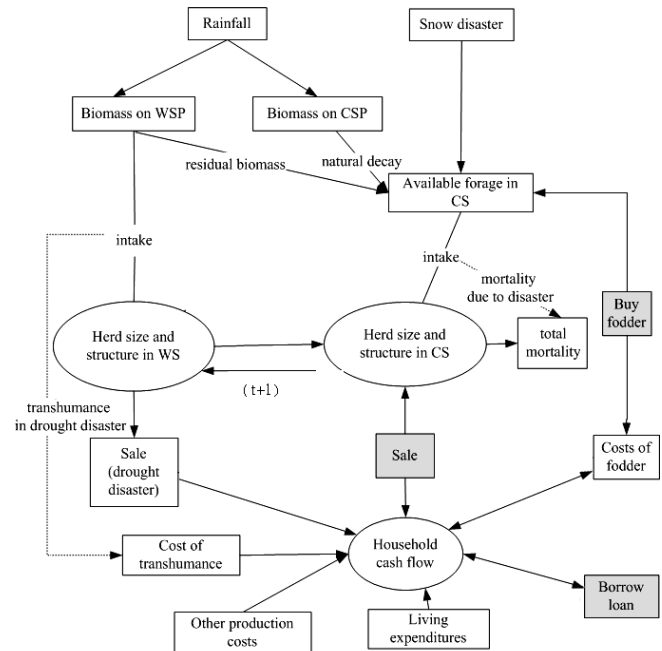 Rainfall
Snow disaster
Biomass on WSP
Biomass on CSP
residual biomass
natural decay
Available forage in
CS
intake
intake
mortality
due to disaster
Buy
fodder
Herd size and
structure in WS
Herd size and
structure in CS
total
mortality
(t+1)
transhumance
in drought disaster
Sale
(drought
disaster)
Sale
Costs of
fodder
Cost of
transhumance
Household
cash flow
Borrow
loan
Other production
costs
Living
expenditures